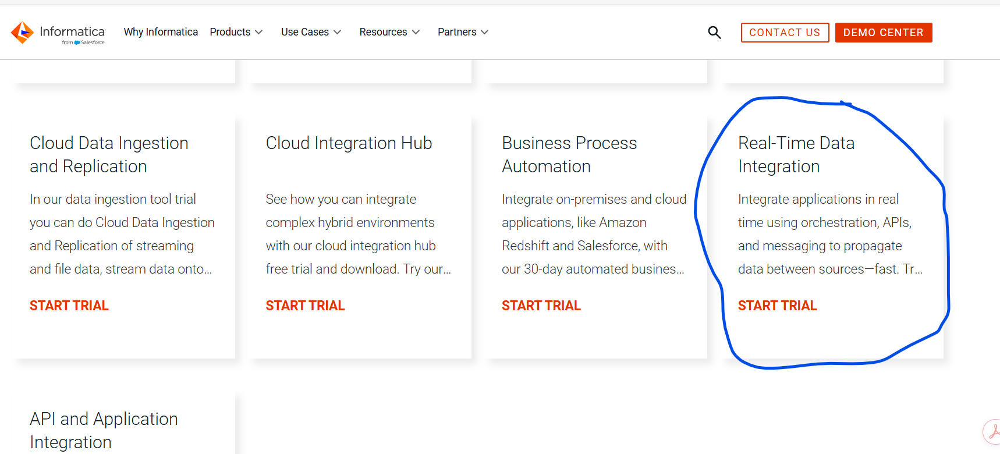 Informatica
from Salesforce
Why Informatica Products Use Cases Resources Partners
CONTACT US
DEMO CENTER
Cloud Data Ingestion
and Replication
In our data ingestion tool trial
you can do Cloud Data Ingestion
and Replication of streaming
and file data, stream data onto...
START TRIAL
Cloud Integration Hub
See how you can integrate
complex hybrid environments
with our cloud integration hub
free trial and download. Try our...
START TRIAL
Business Process
Automation
Integrate on-premises and cloud
applications, like Amazon
Redshift and Salesforce, with
our 30-day automated busines...
START TRIAL
Real-Time Data
Integration
Integrate applications in real
time using orchestration, APIs,
and messaging to propagate
data between sources—fast. Tr...
START TRIAL
API and Application
Integration